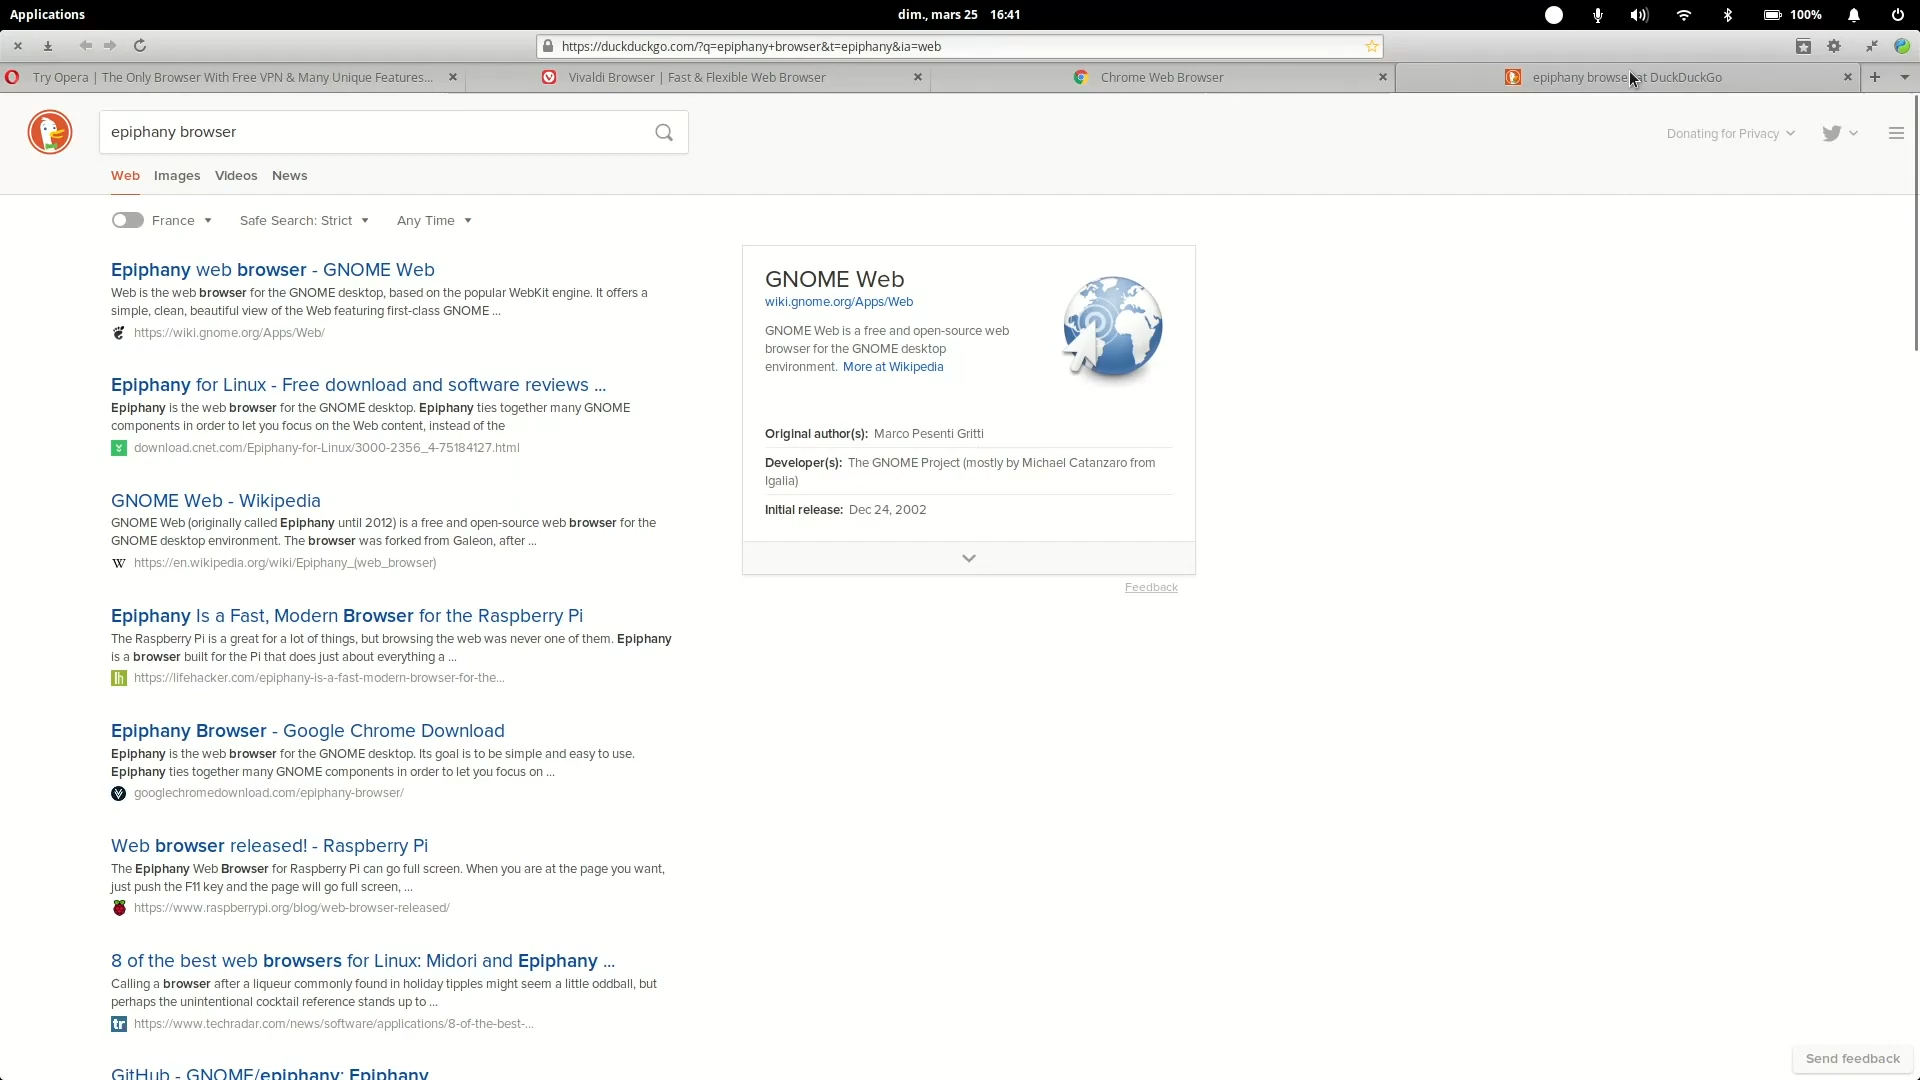 Applications
dim., mars 25 16:41
100%
https://duckduckgo.com/?q=epiphany+browser&t=epiphany&ia=web
Try Opera | The Only Browser With Free VPN & Many Unique Features...
Vivaldi Browser | Fast & Flexible Web Browser
Chrome Web Browser
epiphany browser at DuckDuckGo
epiphany browser
Donating for Privacy
Web Images Videos News
France Safe Search: Strict Any Time
Epiphany web browser - GNOME Web
Web is the web browser for the GNOME desktop, based on the popular WebKit engine. It offers a
simple, clean, beautiful view of the Web featuring first-class GNOME ...
https://wiki.gnome.org/Apps/Web/
Epiphany for Linux - Free download and software reviews ...
Epiphany is the web browser for the GNOME desktop. Epiphany ties together many GNOME
components in order to let you focus on the Web content, instead of the
download.cnet.com/Epiphany-for-Linux/3000-2356_4-75184127.html
GNOME Web - Wikipedia
GNOME Web (originally called Epiphany until 2012) is a free and open-source web browser for the
GNOME desktop environment. The browser was forked from Galeon, after ...
W https://en.wikipedia.org/wiki/Epiphany_(web_browser)
Epiphany Is a Fast, Modern Browser for the Raspberry Pi
The Raspberry Pi is a great for a lot of things, but browsing the web was never one of them. Epiphany
is a browser built for the Pi that does just about everything a ...
lh https://lifehacker.com/epiphany-is-a-fast-modern-browser-for-the...
Epiphany Browser - Google Chrome Download
Epiphany is the web browser for the GNOME desktop. Its goal is to be simple and easy to use.
Epiphany ties together many GNOME components in order to let you focus on ...
googlechromedownload.com/epiphany-browser/
Web browser released! - Raspberry Pi
The Epiphany Web Browser for Raspberry Pi can go full screen. When you are at the page you want,
just push the F11 key and the page will go full screen, ...
https://www.raspberrypi.org/blog/web-browser-released/
8 of the best web browsers for Linux: Midori and Epiphany ...
Calling a browser after a liqueur commonly found in holiday tipples might seem a little oddball, but
perhaps the unintentional cocktail reference stands up to ...
tr https://www.techradar.com/news/software/applications/8-of-the-best-...
GitHub - GNOME/epiphany: Epiphany
GNOME Web
wiki.gnome.org/Apps/Web
GNOME Web is a free and open-source web
browser for the GNOME desktop
environment. More at Wikipedia
Original author(s): Marco Pesenti Gritti
Developer(s): The GNOME Project (mostly by Michael Catanzaro from
Igalia)
Initial release: Dec 24, 2002
Feedback
Send feedback